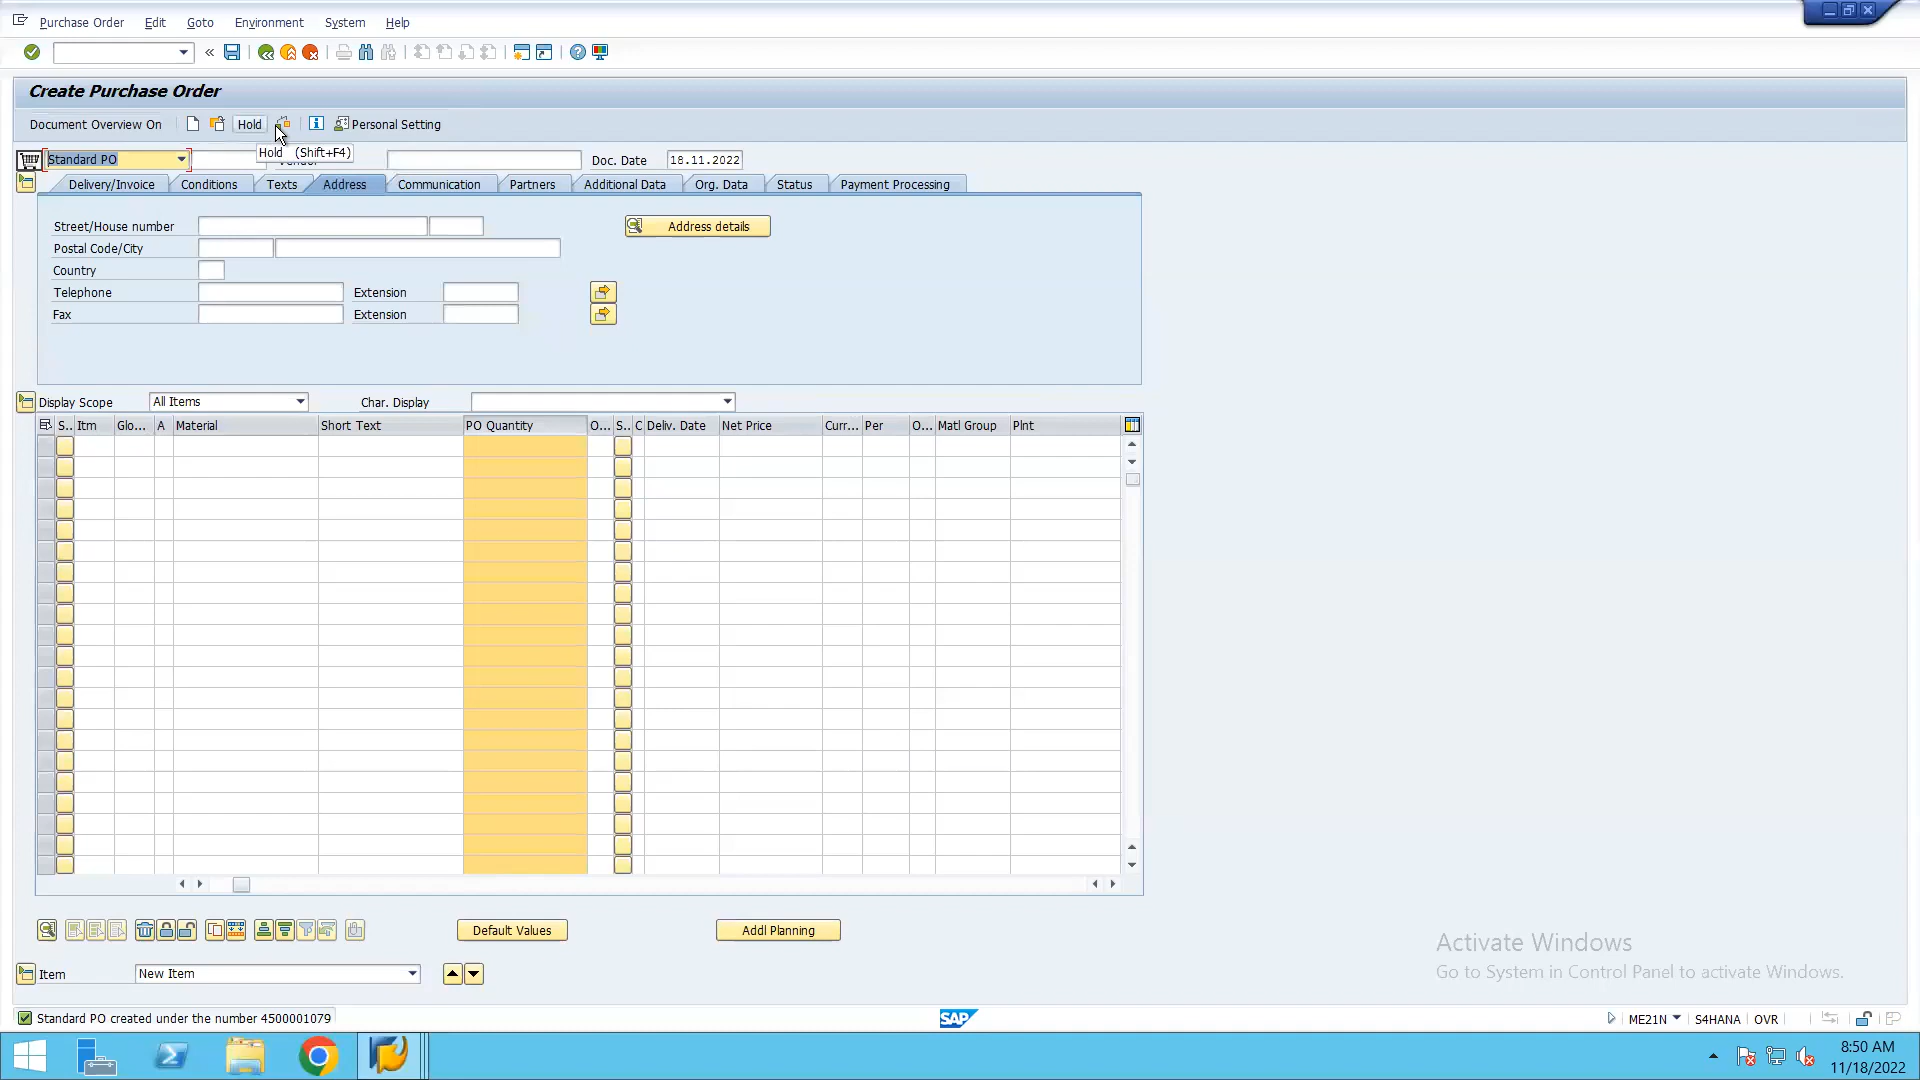 Purchase Order Edit Goto Environment System Help
Create Purchase Order
Document Overview On Hold Personal Setting
Hold (Shift+F4)
Standard PO Doc. Date 18.11.2022
Delivery/Invoice Conditions Texts Address Communication Partners Additional Data Org. Data Status Payment Processing
Street/House number Address details
Postal Code/City
Country
Telephone Extension
Fax Extension
Display Scope All Items Char. Display
S.. Itm Glo... A Material Short Text PO Quantity O... S.. C Deliv. Date Net Price Curr... Per O... Matl Group Plnt
Default Values Addl Planning
Item New Item
Activate Windows
Go to System in Control Panel to activate Windows.
Standard PO created under the number 4500001079 SAP ME21N S4HANA OVR
8:50 AM
11/18/2022